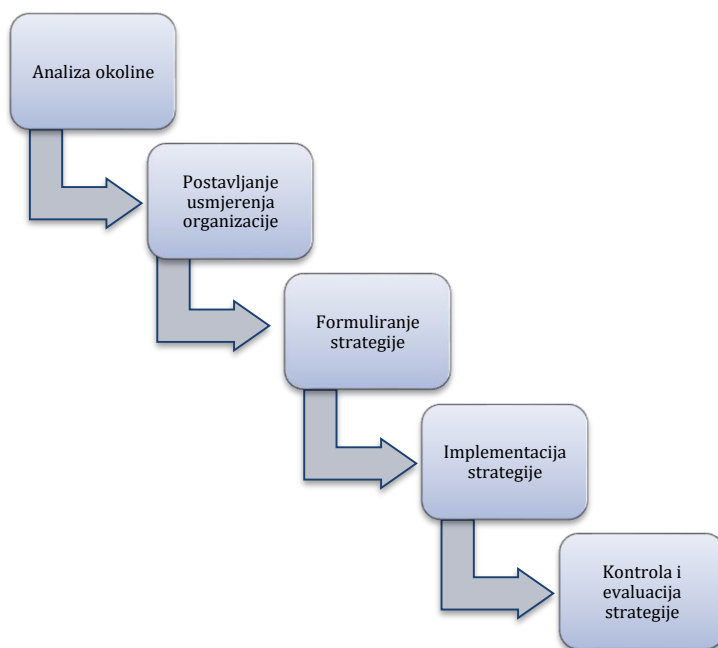 Analiza okoline
Postavljanje
usmjerenja
organizacije
Formuliranje
strategije
Implementacija
strategije
Kontrola i
evaluacija
strategije